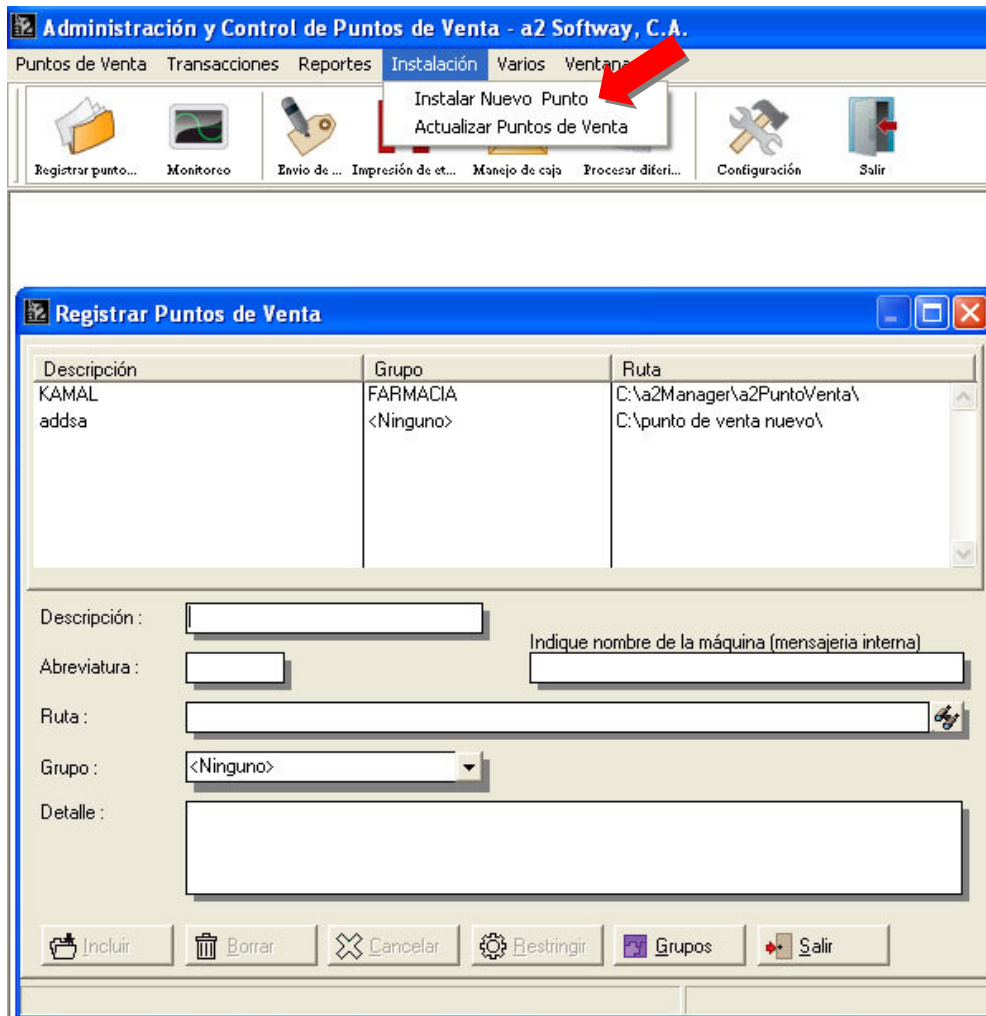 Administración y Control de Puntos de Venta - a2 Softway, C.A.
Puntos de Venta Transacciones Reportes Instalación Varios Ventana
Instalar Nuevo Punto
Actualizar Puntos de Venta
Registrar punto... Monitoreo Envio de ... Impresión de et... Manejo de caja Procesar diferi... Configuración Salir
Registrar Puntos de Venta
Descripción Grupo Ruta
KAMAL FARMACIA C:\a2Manager\a2PuntoVenta\
addsa <Ninguno> C:\punto de venta nuevo\
Descripción :
Indique nombre de la máquina (mensajeria interna)
Abreviatura :
Ruta :
Grupo : <Ninguno>
Detalle :
Incluir Borrar Cancelar Restringir Grupos Salir